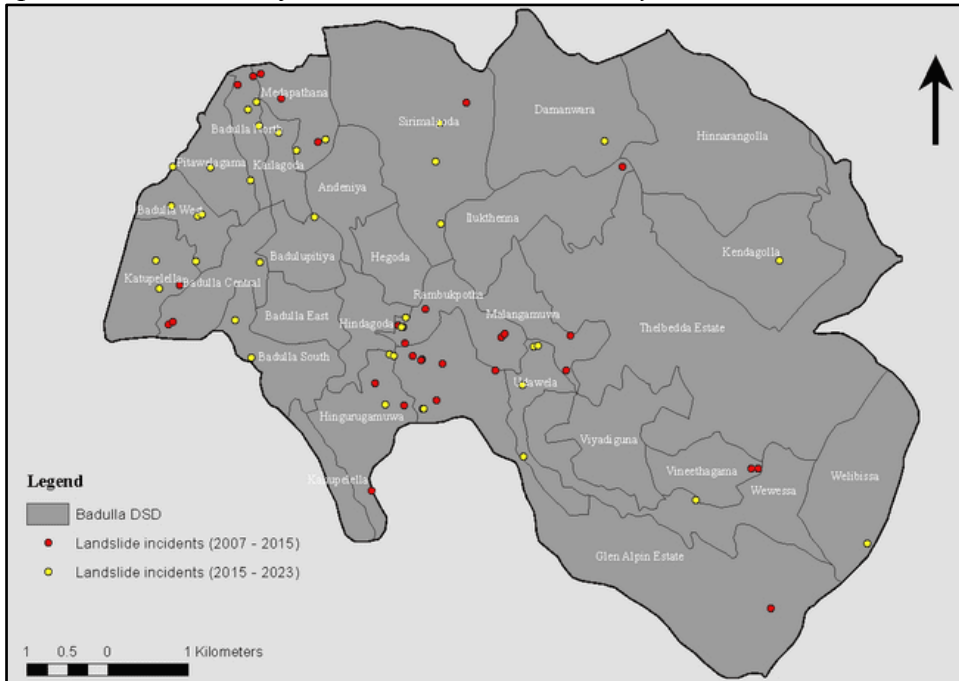 Medapathana
Badulla North
Sirimalgoda
Damanwara
Hinnarangolla
Pitawelagama
Kailagoda
Andeniya
Badulla West
Ilukthenna
Badulupitiya
Hegoda
Kendagolla
Katupelella
Badulla Central
Rambukpotha
Malangamuwa
Badulla East
Hindagoda
Thelbedda Estate
Badulla South
Udawela
Hingurugamuwa
Viyadiguna
Vineethagama
Wewessa
Welibissa
Glen Alpin Estate
Legend
Badulla DSD
Landslide incidents (2007 - 2015)
Landslide incidents (2015 - 2023)
1 0.5 0 1 Kilometers